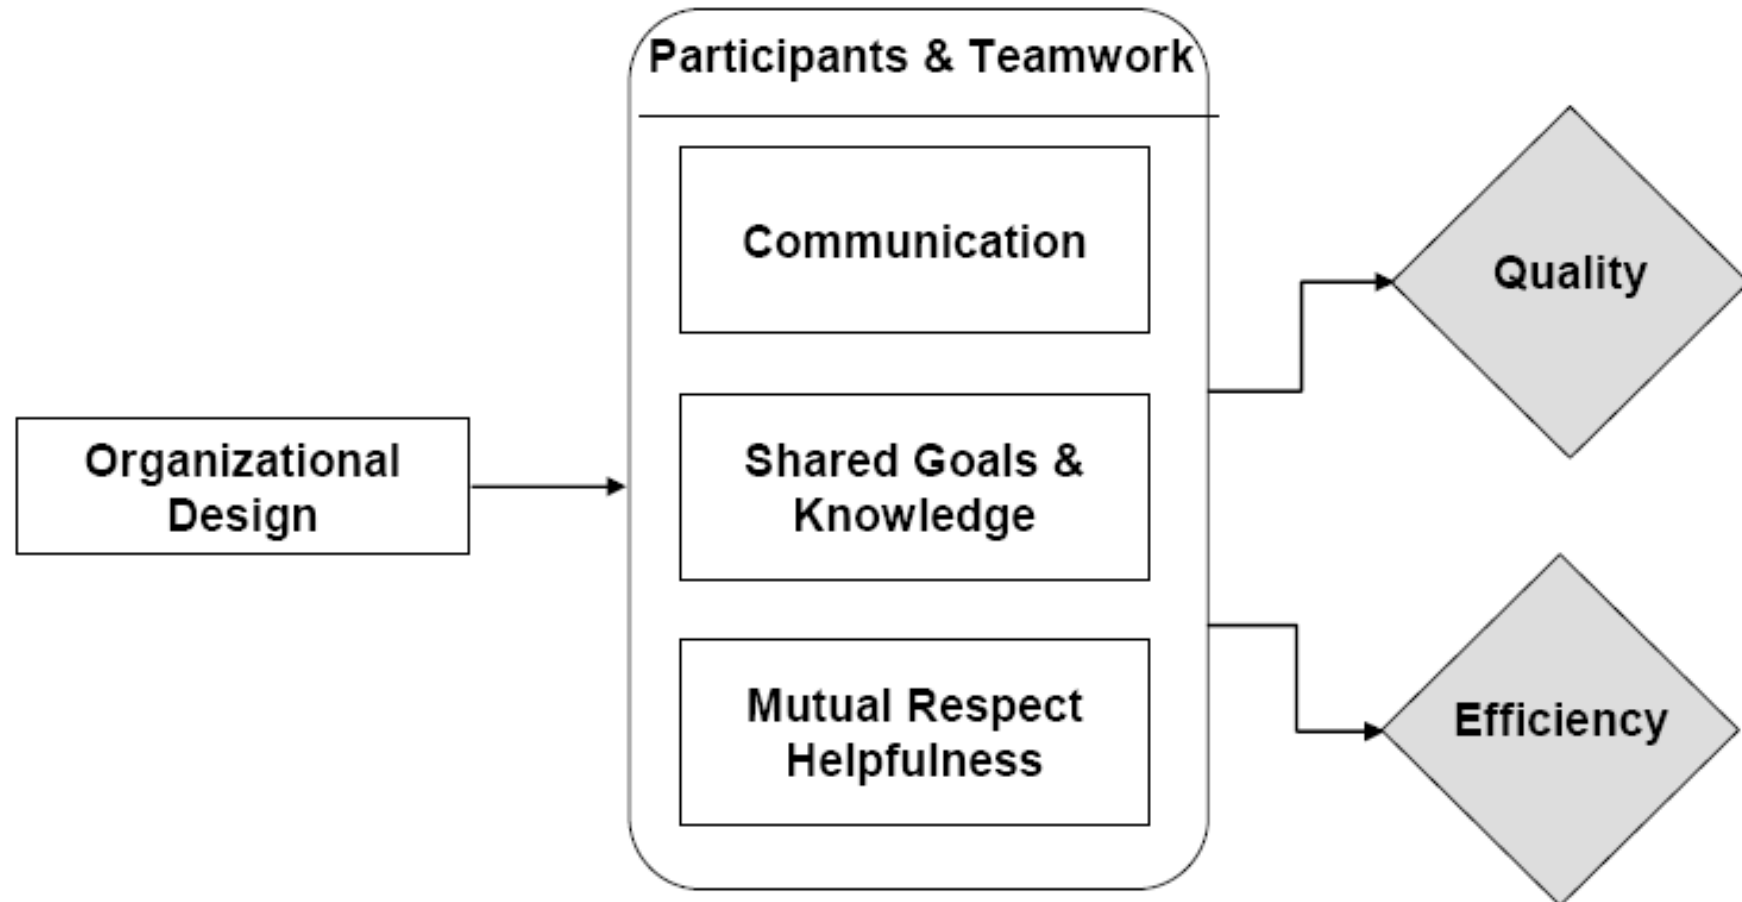 Participants & Teamwork
Communication
Quality
Organizational
Design
Shared Goals &
Knowledge
Mutual Respect
Helpfulness
Efficiency